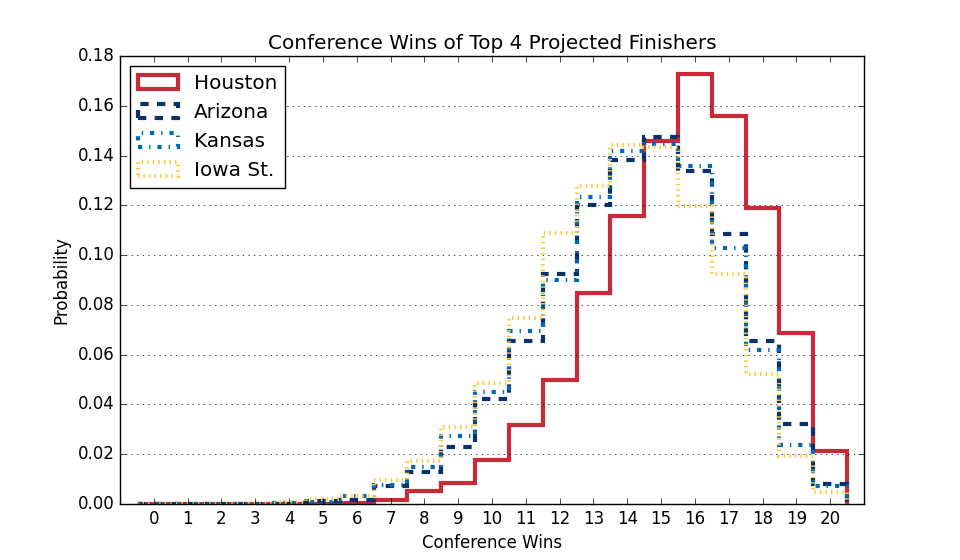 Conference Wins of Top 4 Projected Finishers
Houston
Arizona
Kansas
Iowa St.
Probability
0.18
0.16
0.14
0.12
0.10
0.08
0.06
0.04
0.02
0.00
0 1 2 3 4 5 6 7 8 9 10 11 12 13 14 15 16 17 18 19 20
Conference Wins